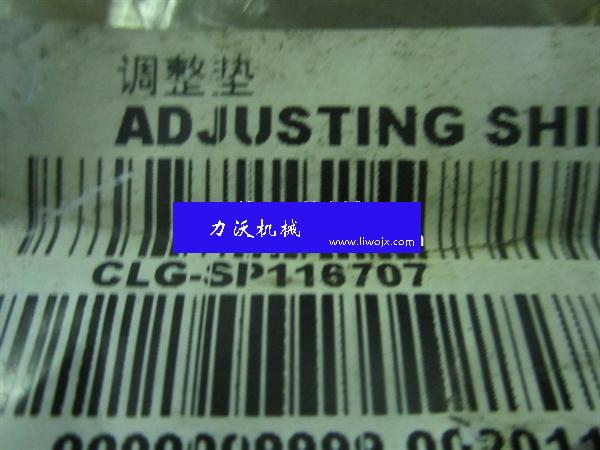 调整垫
ADJUSTING SHI
力沃机械
www.liwojx.com
CLG-SP116707